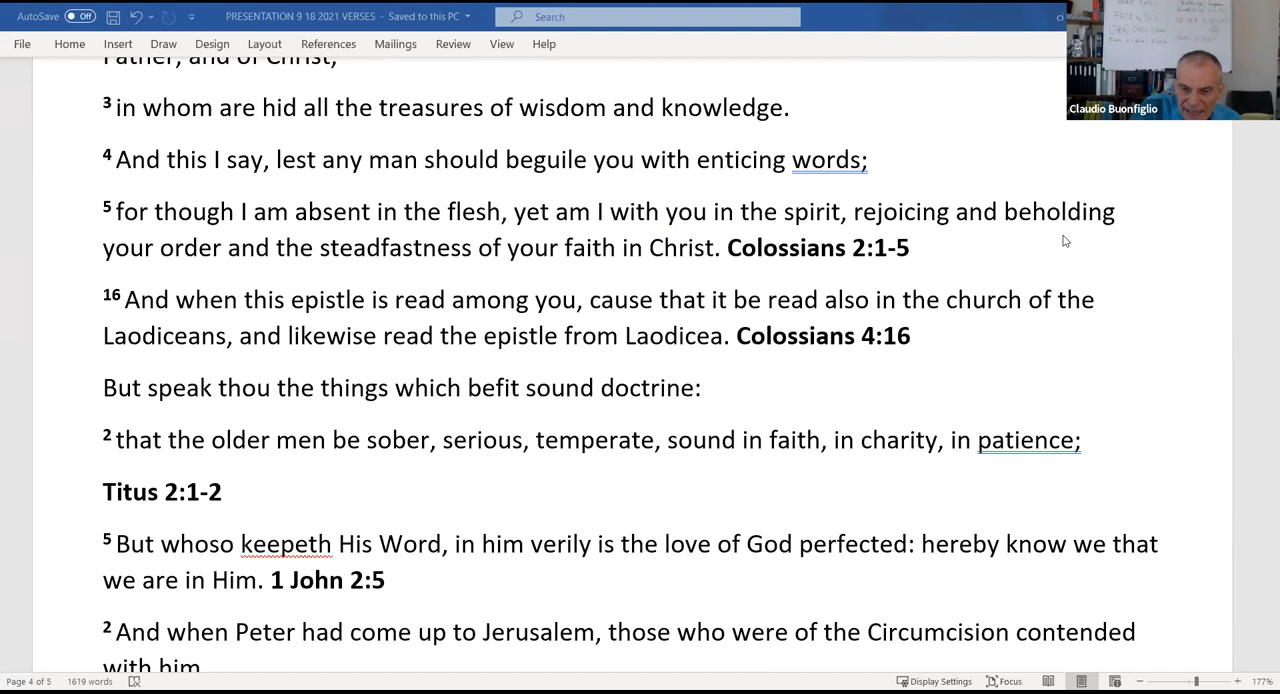 AutoSave Off PRESENTATION 9 18 2021 VERSES - Saved to this PC Search ci
File Home Insert Draw Design Layout References Mailings Review View Help
Father, and of Christ,
3 in whom are hid all the treasures of wisdom and knowledge.
Claudio Buonfiglio
4 And this I say, lest any man should beguile you with enticing words;
5 for though I am absent in the flesh, yet am I with you in the spirit, rejoicing and beholding
your order and the steadfastness of your faith in Christ. Colossians 2:1-5
16 And when this epistle is read among you, cause that it be read also in the church of the
Laodiceans, and likewise read the epistle from Laodicea. Colossians 4:16
But speak thou the things which befit sound doctrine:
2 that the older men be sober, serious, temperate, sound in faith, in charity, in patience;
Titus 2:1-2
5 But whoso keepeth His Word, in him verily is the love of God perfected: hereby know we that
we are in Him. 1 John 2:5
2 And when Peter had come up to Jerusalem, those who were of the Circumcision contended
with him
Page 4 of 5 1619 words Display Settings Focus 177%